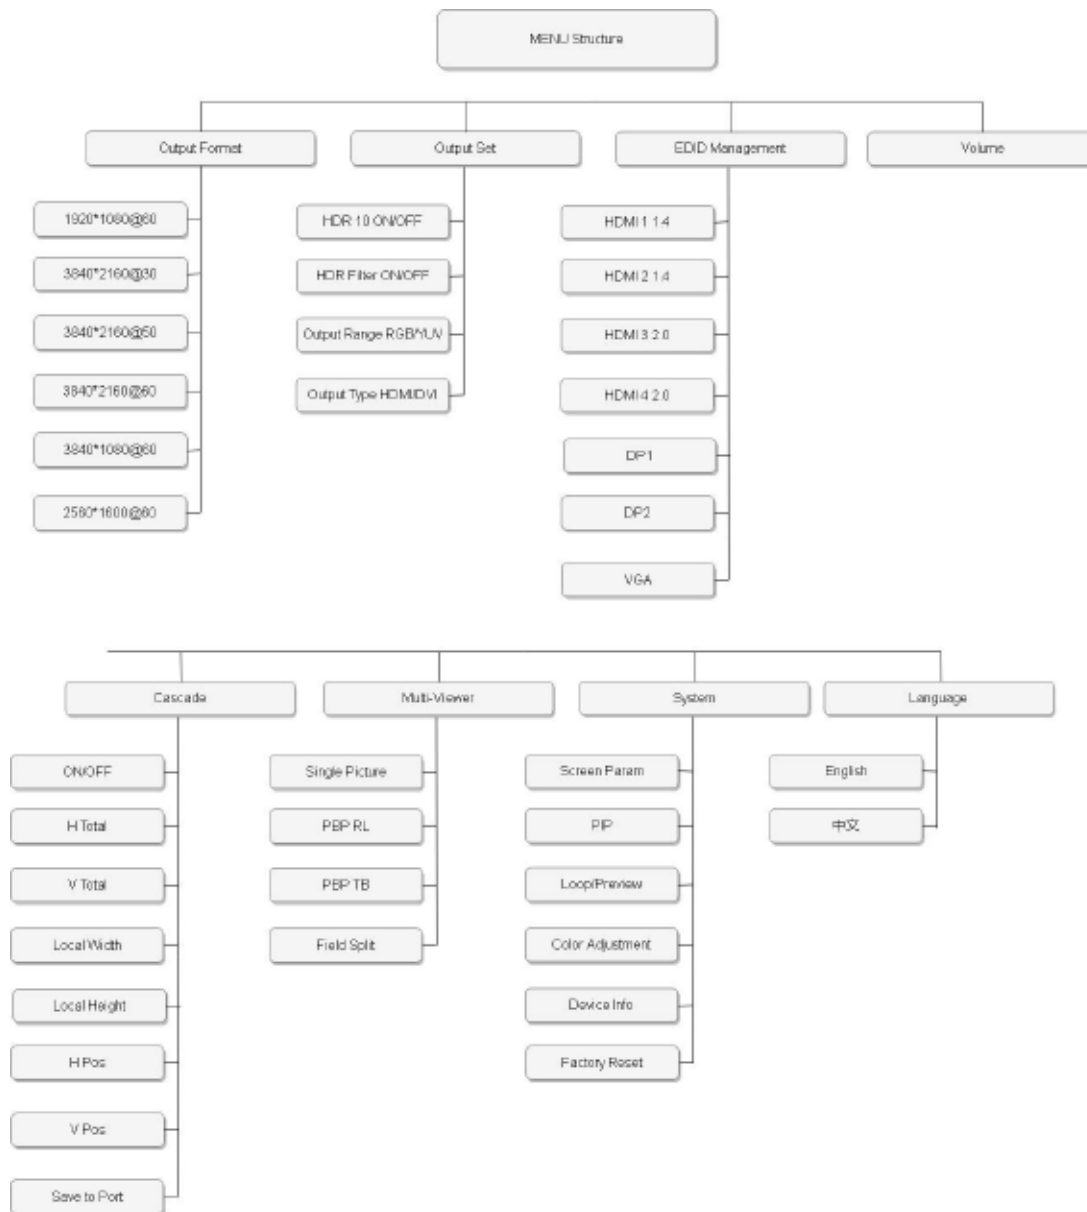 MENU Structure
Output Format
Output Set
EDID Management
Volume
1920*1080@60
3840*2160@30
3840*2160@50
3840*2160@60
3840*1080@60
2560*1600@60
HDR 10 ON/OFF
HDR Filter ON/OFF
Output Range RGB/YUV
Output Type HDMI/DVI
HDMI 1 1.4
HDMI 2 1.4
HDMI 3 2.0
HDMI 4 2.0
DP1
DP2
VGA
Cascade
Multi-Viewer
System
Language
ON/OFF
H Total
V Total
Local Width
Local Height
H Pos
V Pos
Save to Port
Single Picture
PBP RL
PBP TB
Field Split
Screen Param
PIP
Loop/Preview
Color Adjustment
Device Info
Factory Reset
English
中文